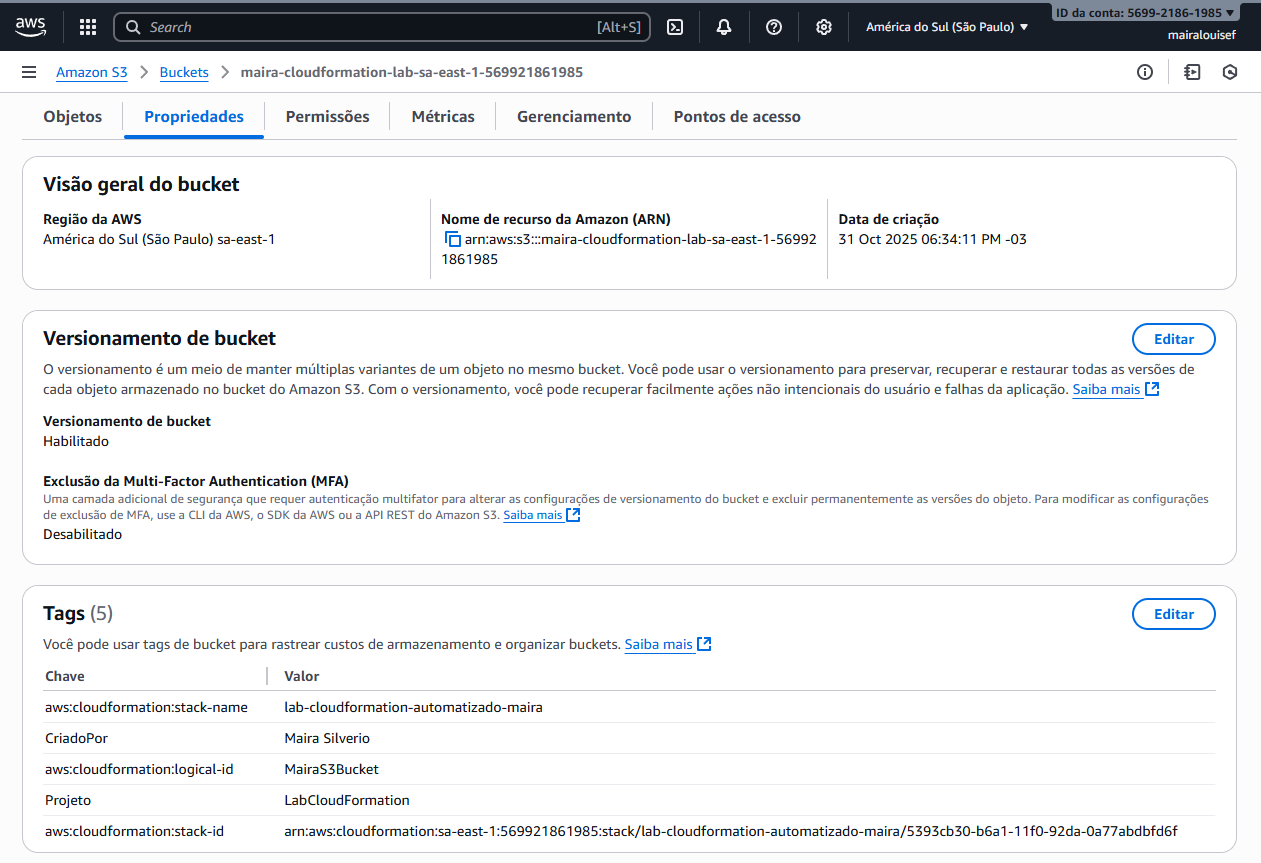 aws
Search [Alt+S] América do Sul (São Paulo) ID da conta: 5699-2186-1985
mairalouisef
Amazon S3 Buckets maira-cloudformation-lab-sa-east-1-569921861985
Objetos Propriedades Permissões Métricas Gerenciamento Pontos de acesso
Visão geral do bucket
Região da AWS
América do Sul (São Paulo) sa-east-1
Nome de recurso da Amazon (ARN)
arn:aws:s3:::maira-cloudformation-lab-sa-east-1-56992
1861985
Data de criação
31 Oct 2025 06:34:11 PM -03
Versionamento de bucket
Editar
O versionamento é um meio de manter múltiplas variantes de um objeto no mesmo bucket. Você pode usar o versionamento para preservar, recuperar e restaurar todas as versões de
cada objeto armazenado no bucket do Amazon S3. Com o versionamento, você pode recuperar facilmente ações não intencionais do usuário e falhas da aplicação. Saiba mais
Versionamento de bucket
Habilitado
Exclusão da Multi-Factor Authentication (MFA)
Uma camada adicional de segurança que requer autenticação multifator para alterar as configurações de versionamento do bucket e excluir permanentemente as versões do objeto. Para modificar as configurações
de exclusão de MFA, use a CLI da AWS, o SDK da AWS ou a API REST do Amazon S3. Saiba mais
Desabilitado
Tags (5)
Editar
Você pode usar tags de bucket para rastrear custos de armazenamento e organizar buckets. Saiba mais
Chave Valor
aws:cloudformation:stack-name lab-cloudformation-automatizado-maira
CriadoPor Maira Silverio
aws:cloudformation:logical-id MairaS3Bucket
Projeto LabCloudFormation
aws:cloudformation:stack-id arn:aws:cloudformation:sa-east-1:569921861985:stack/lab-cloudformation-automatizado-maira/5393cb30-b6a1-11f0-92da-0a77abdbfd6f